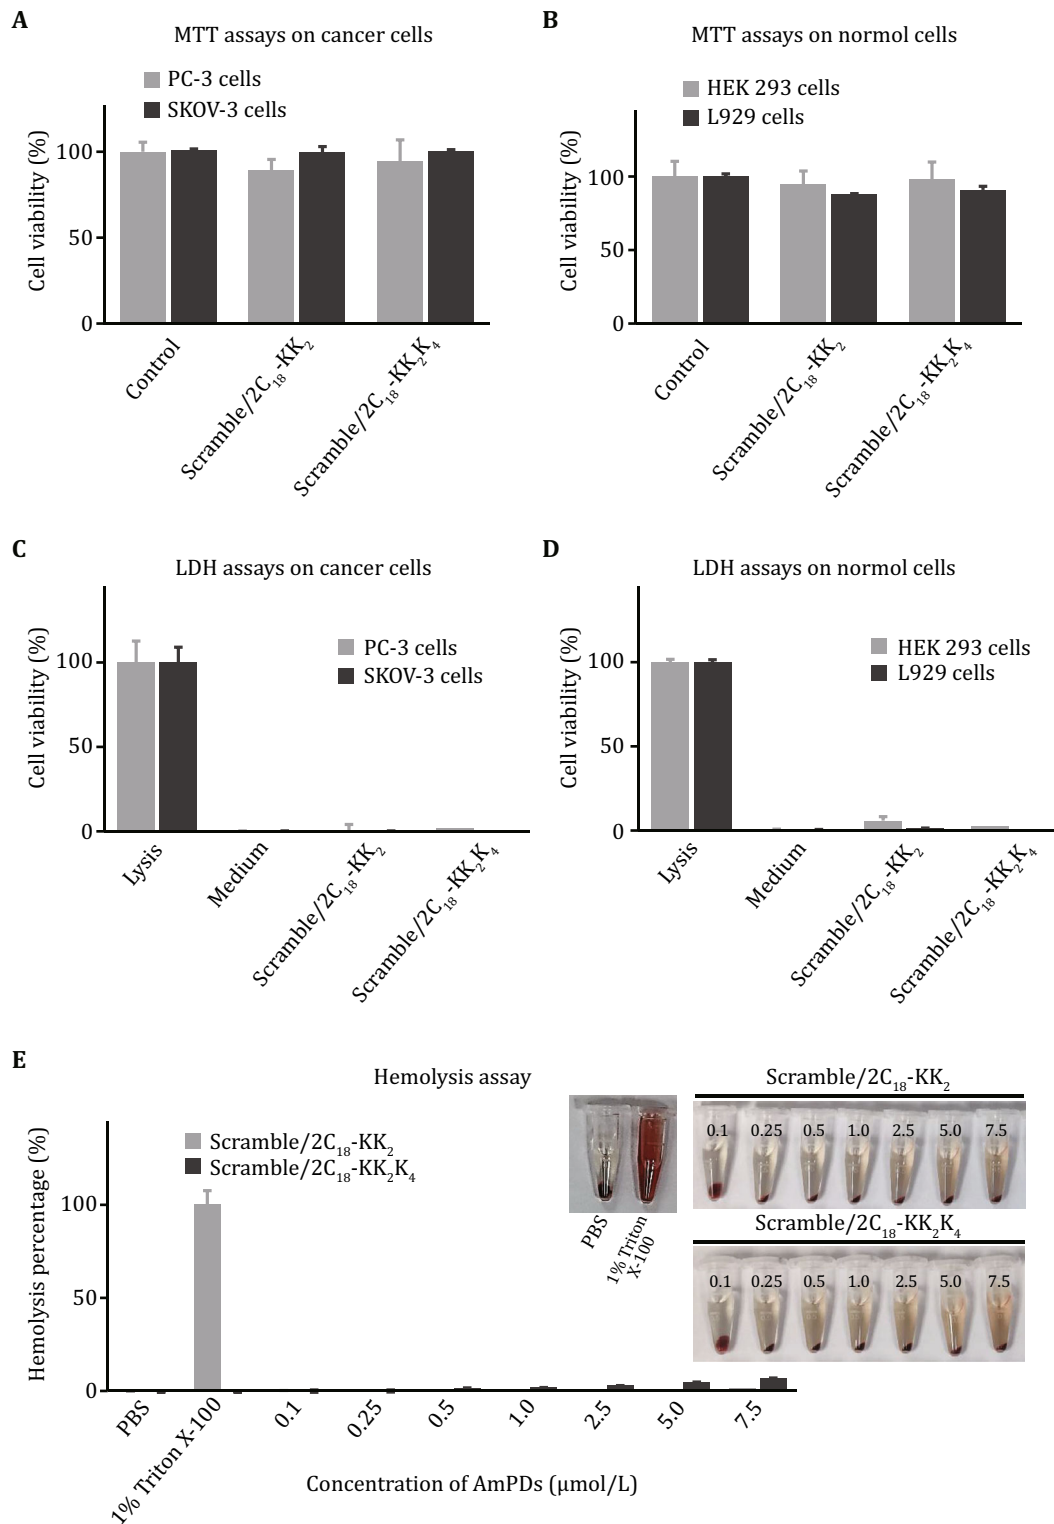 A
MTT assays on cancer cells
PC-3 cells
SKOV-3 cells
Cell viability (%)
100
50
0
Control
Scramble/2C₁₈-KK₂
Scramble/2C₁₈-KK₂K₄
B
MTT assays on normol cells
HEK 293 cells
L929 cells
Cell viability (%)
100
50
0
Control
Scramble/2C₁₈-KK₂
Scramble/2C₁₈-KK₂K₄
C
LDH assays on cancer cells
PC-3 cells
SKOV-3 cells
Cell viability (%)
100
50
0
Lysis
Medium
Scramble/2C₁₈-KK₂
Scramble/2C₁₈-KK₂K₄
D
LDH assays on normal cells
HEK 293 cells
L929 cells
Cell viability (%)
100
50
0
Lysis
Medium
Scramble/2C₁₈-KK₂
Scramble/2C₁₈-KK₂K₄
E
Hemolysis assay
Scramble/2C₁₈-KK₂
Scramble/2C₁₈-KK₂K₄
Hemolysis percentage (%)
100
50
0
PBS
1% Triton X-100
0.1
0.25
0.5
1.0
2.5
5.0
7.5
Concentration of AmPDs (μmol/L)
PBS
1% Triton
X-100
Scramble/2C₁₈-KK₂
0.1 0.25 0.5 1.0 2.5 5.0 7.5
Scramble/2C₁₈-KK₂K₄
0.1 0.25 0.5 1.0 2.5 5.0 7.5